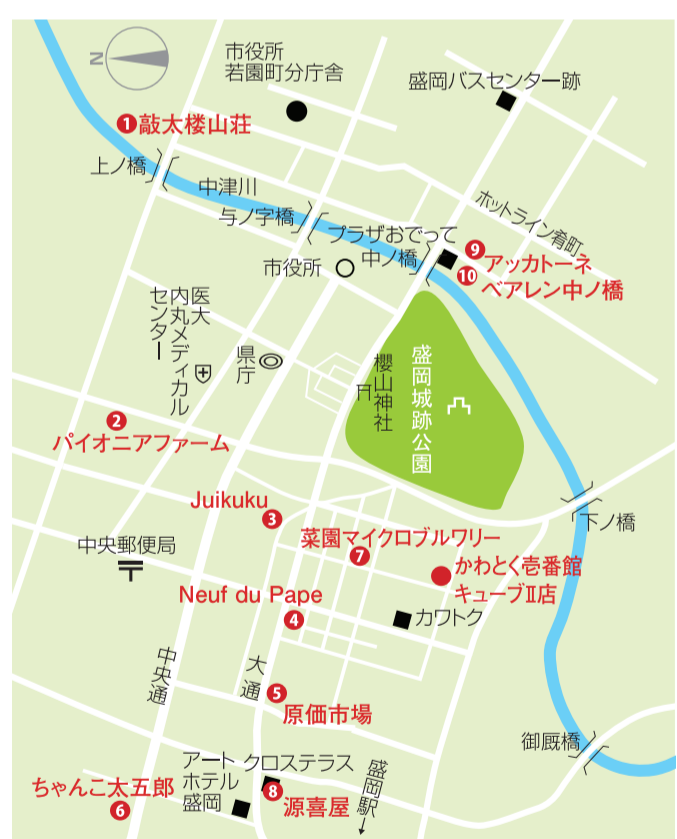 N
市役所
若園町分庁舎
盛岡バスセンター跡
❶敲太楼山荘
上ノ橋
中津川
与ノ字橋
ホットライン肴町
プラザおでって
中ノ橋
市役所
❾アッカトーネ
❿ベアレン中ノ橋
医大
内丸メディカル
センター
県庁
櫻山神社
盛岡城跡公園
❷
パイオニアファーム
Juikuku
❸
下ノ橋
中央郵便局
菜園マイクロブルワリー
❼
かわとく壱番館
キューブⅡ店
Neuf du Pape
❹
カワトク
中央通
大通
❺
原価市場
御厩橋
アート
ホテル
盛岡
クロステラス
盛岡駅→
ちゃんこ太五郎
❻
❽源喜屋